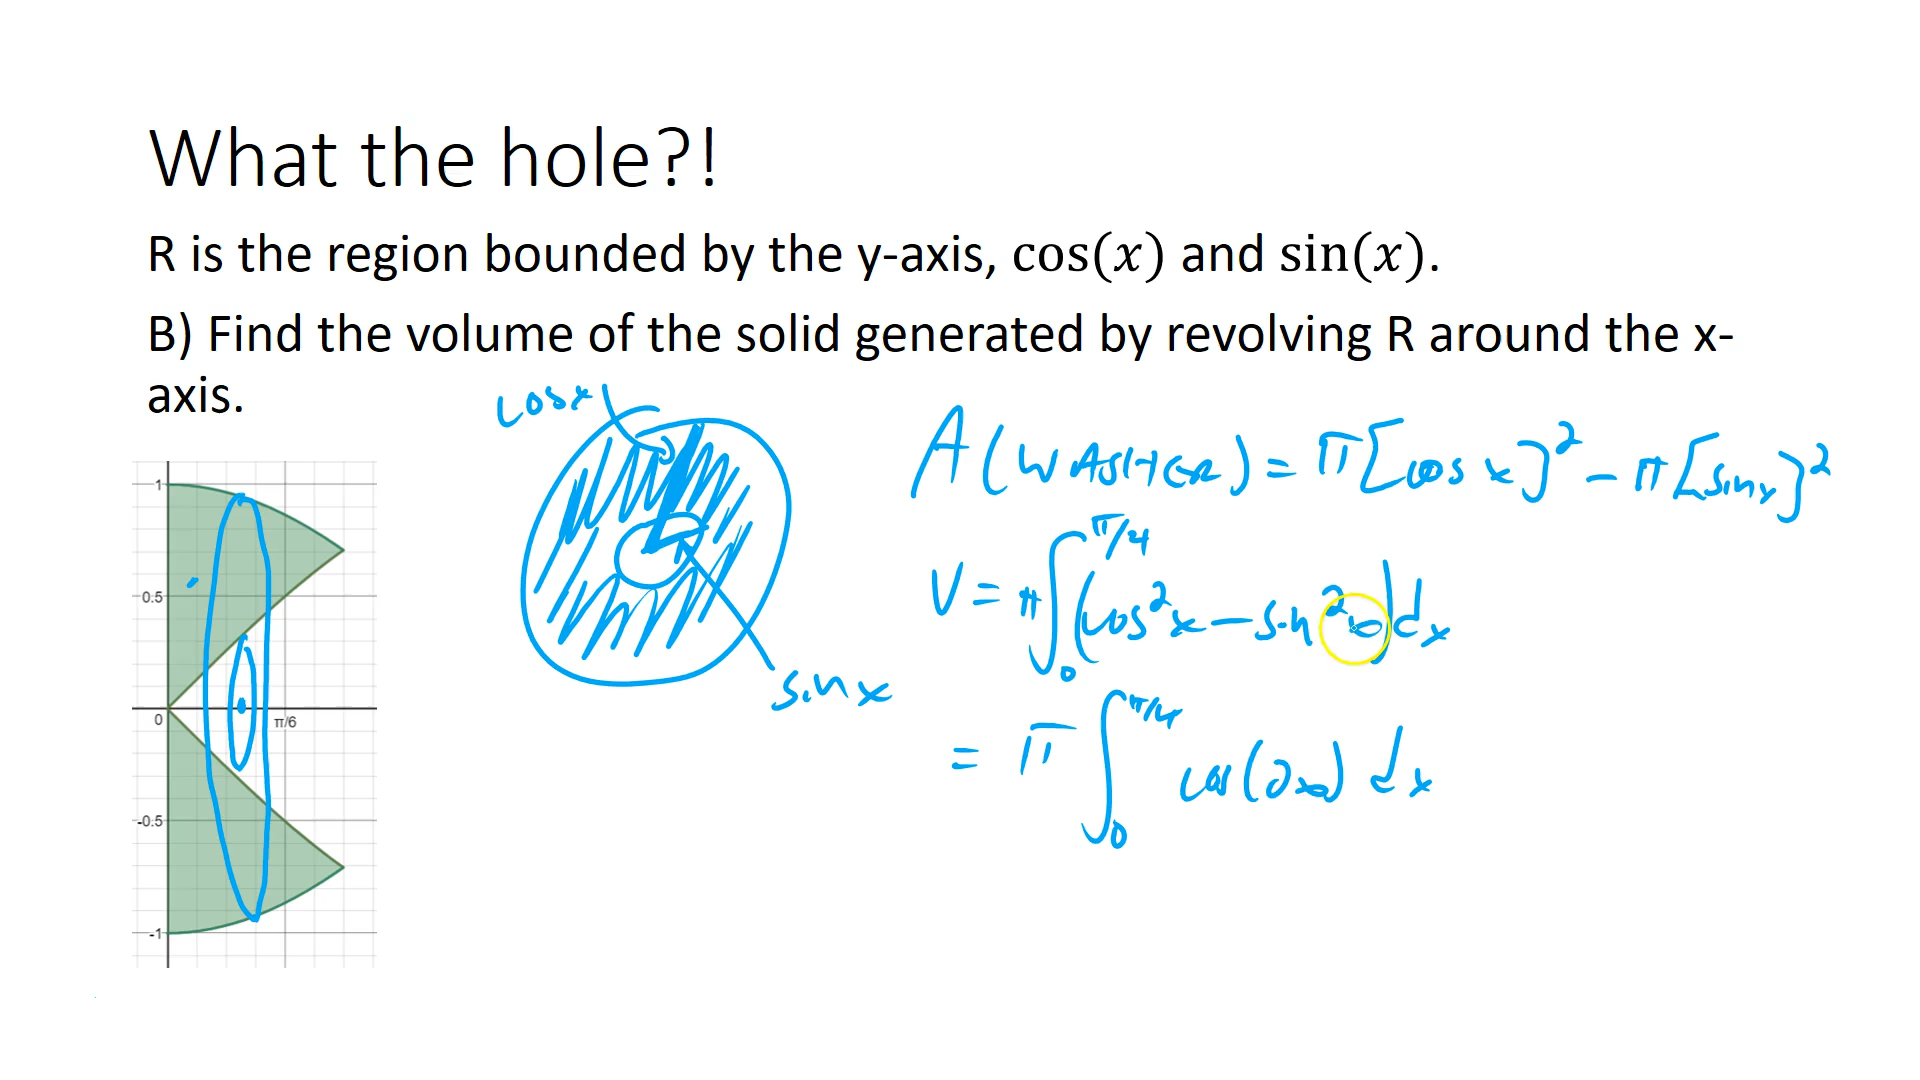 What the hole?!
R is the region bounded by the y-axis, cos(x) and sin(x).
B) Find the volume of the solid generated by revolving R around the x-
axis.
cos x
A(WASHER) = π[cos x]² - π[sin x]²
V = π∫₀^π/4 (cos²x - sin²x)dx
sin x
= π∫₀^π/4 cos(2x) dx
1
0.5
0
π/6
-0.5
-1